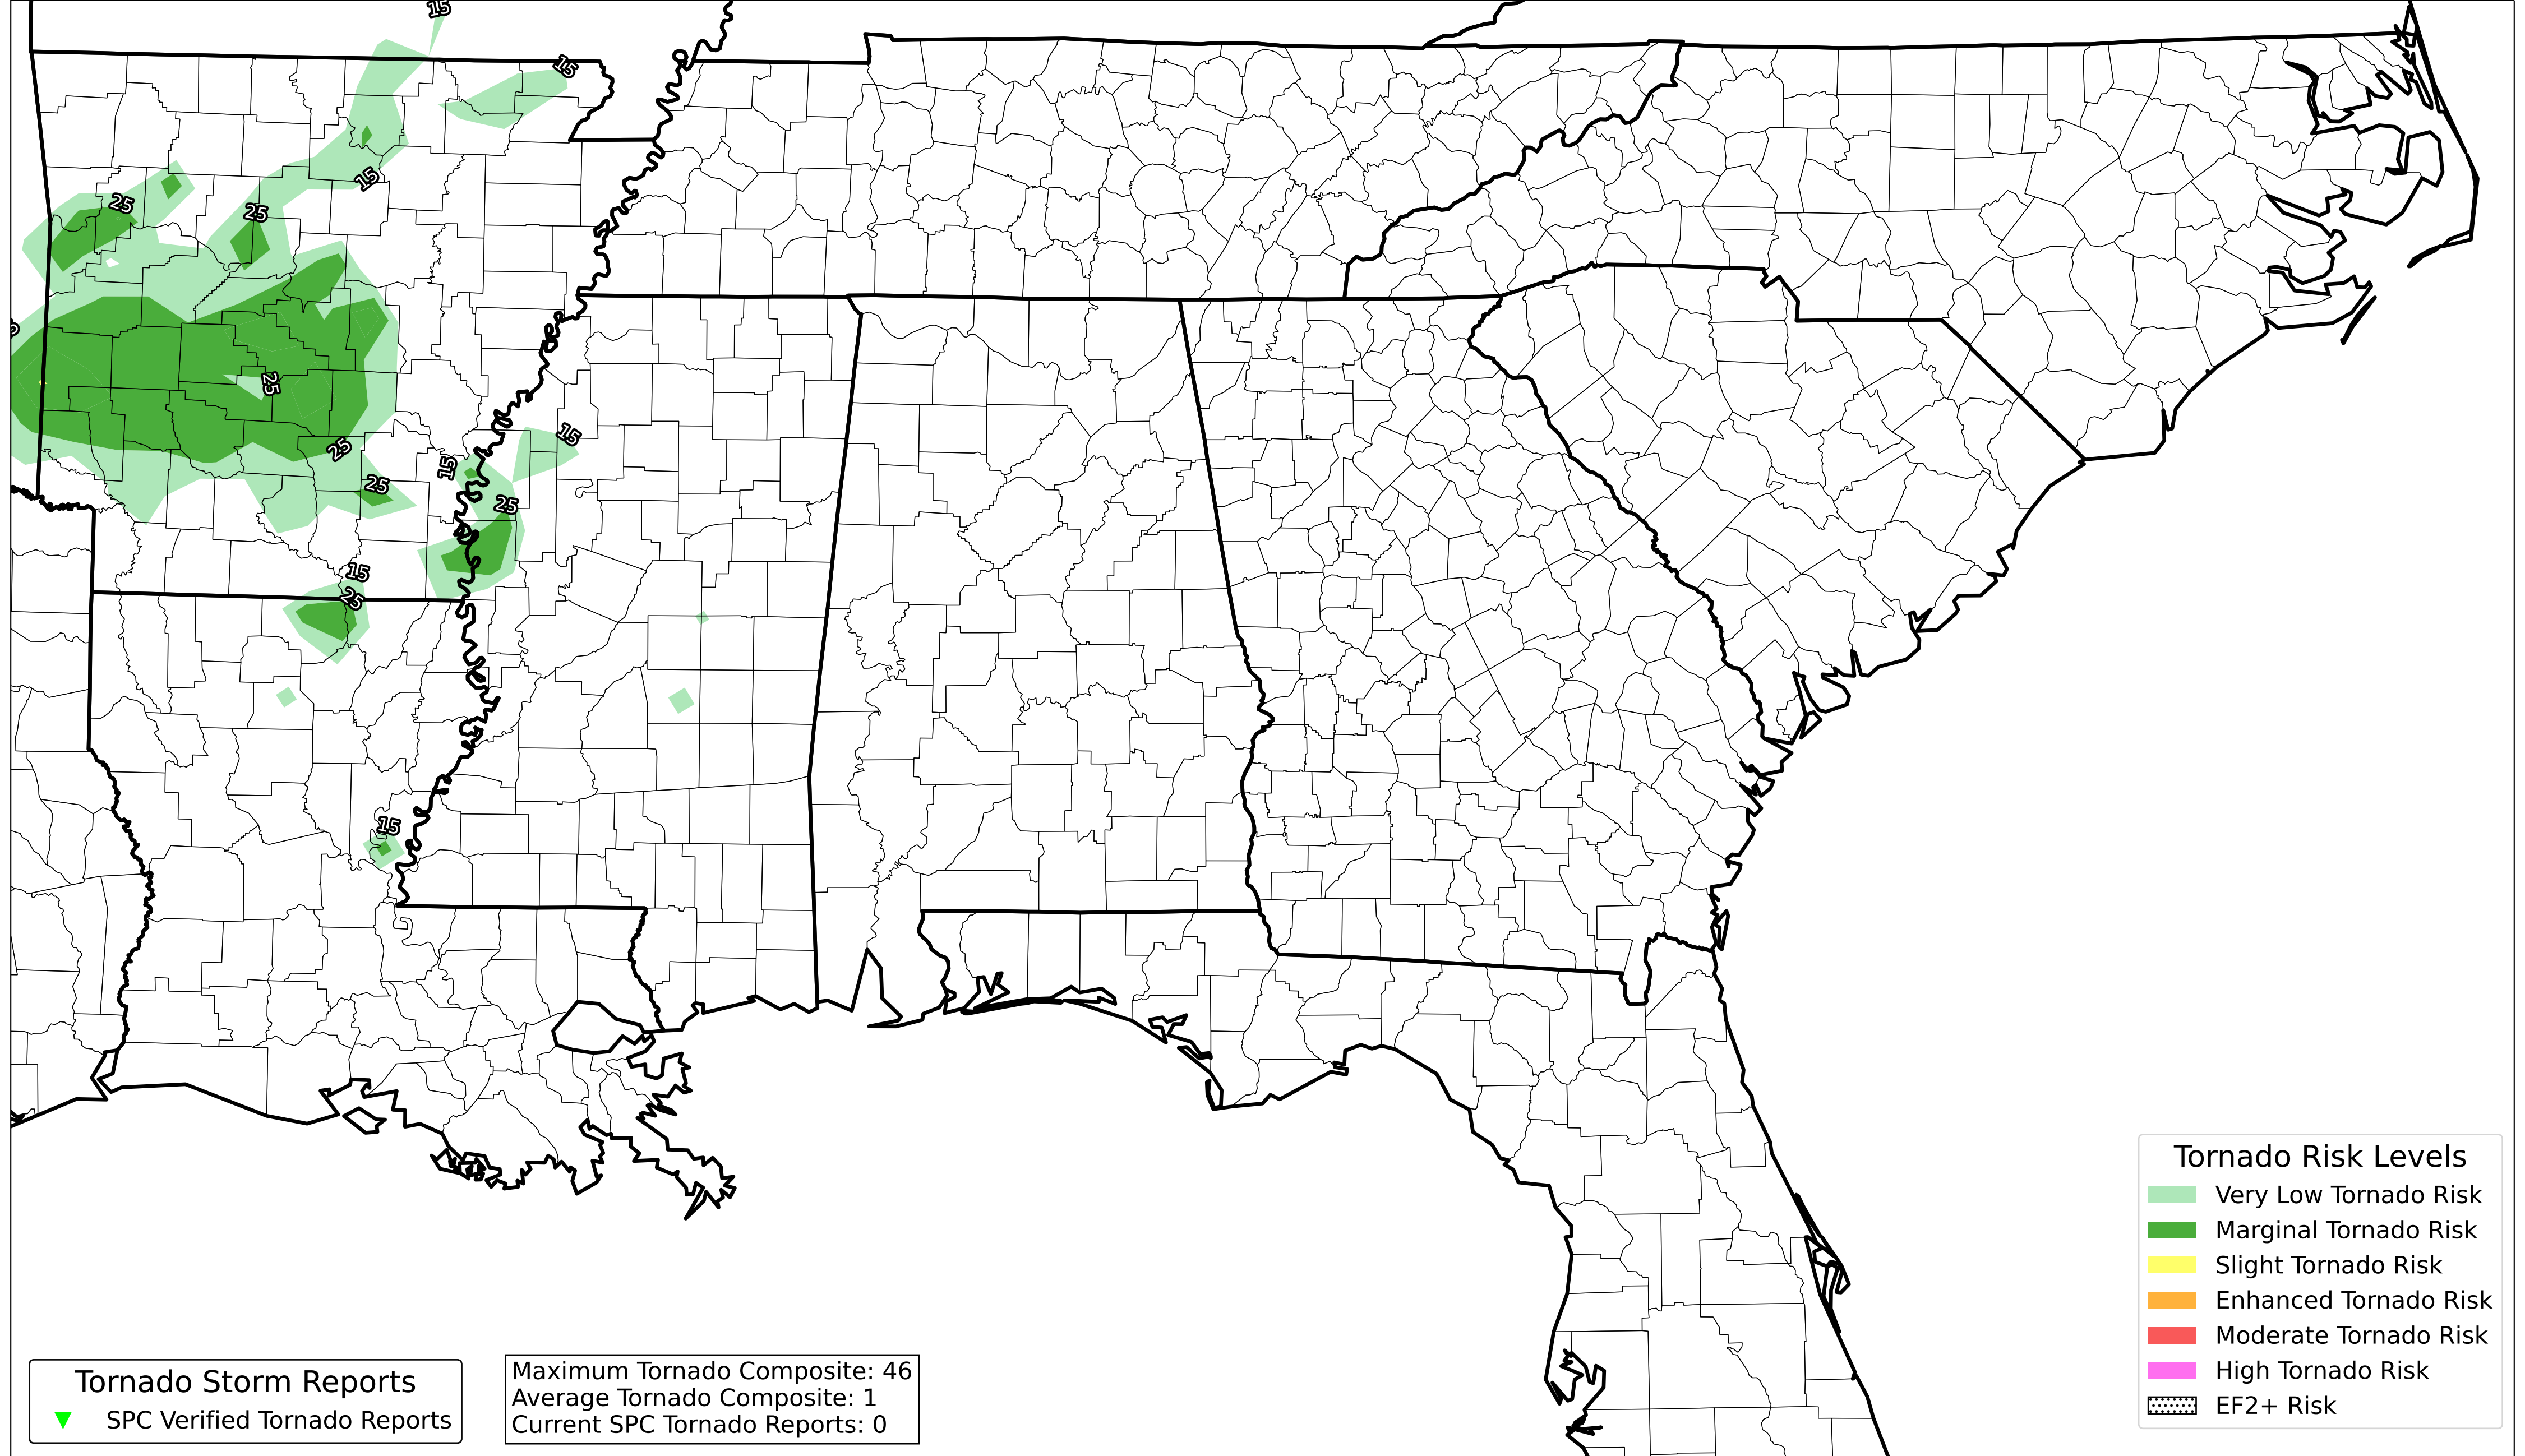 15
15
15
25
25
25
25
15
15
25
25
15
25
15
Tornado Risk Levels
Very Low Tornado Risk
Marginal Tornado Risk
Slight Tornado Risk
Enhanced Tornado Risk
Moderate Tornado Risk
High Tornado Risk
EF2+ Risk
Tornado Storm Reports
SPC Verified Tornado Reports
Maximum Tornado Composite: 46
Average Tornado Composite: 1
Current SPC Tornado Reports: 0